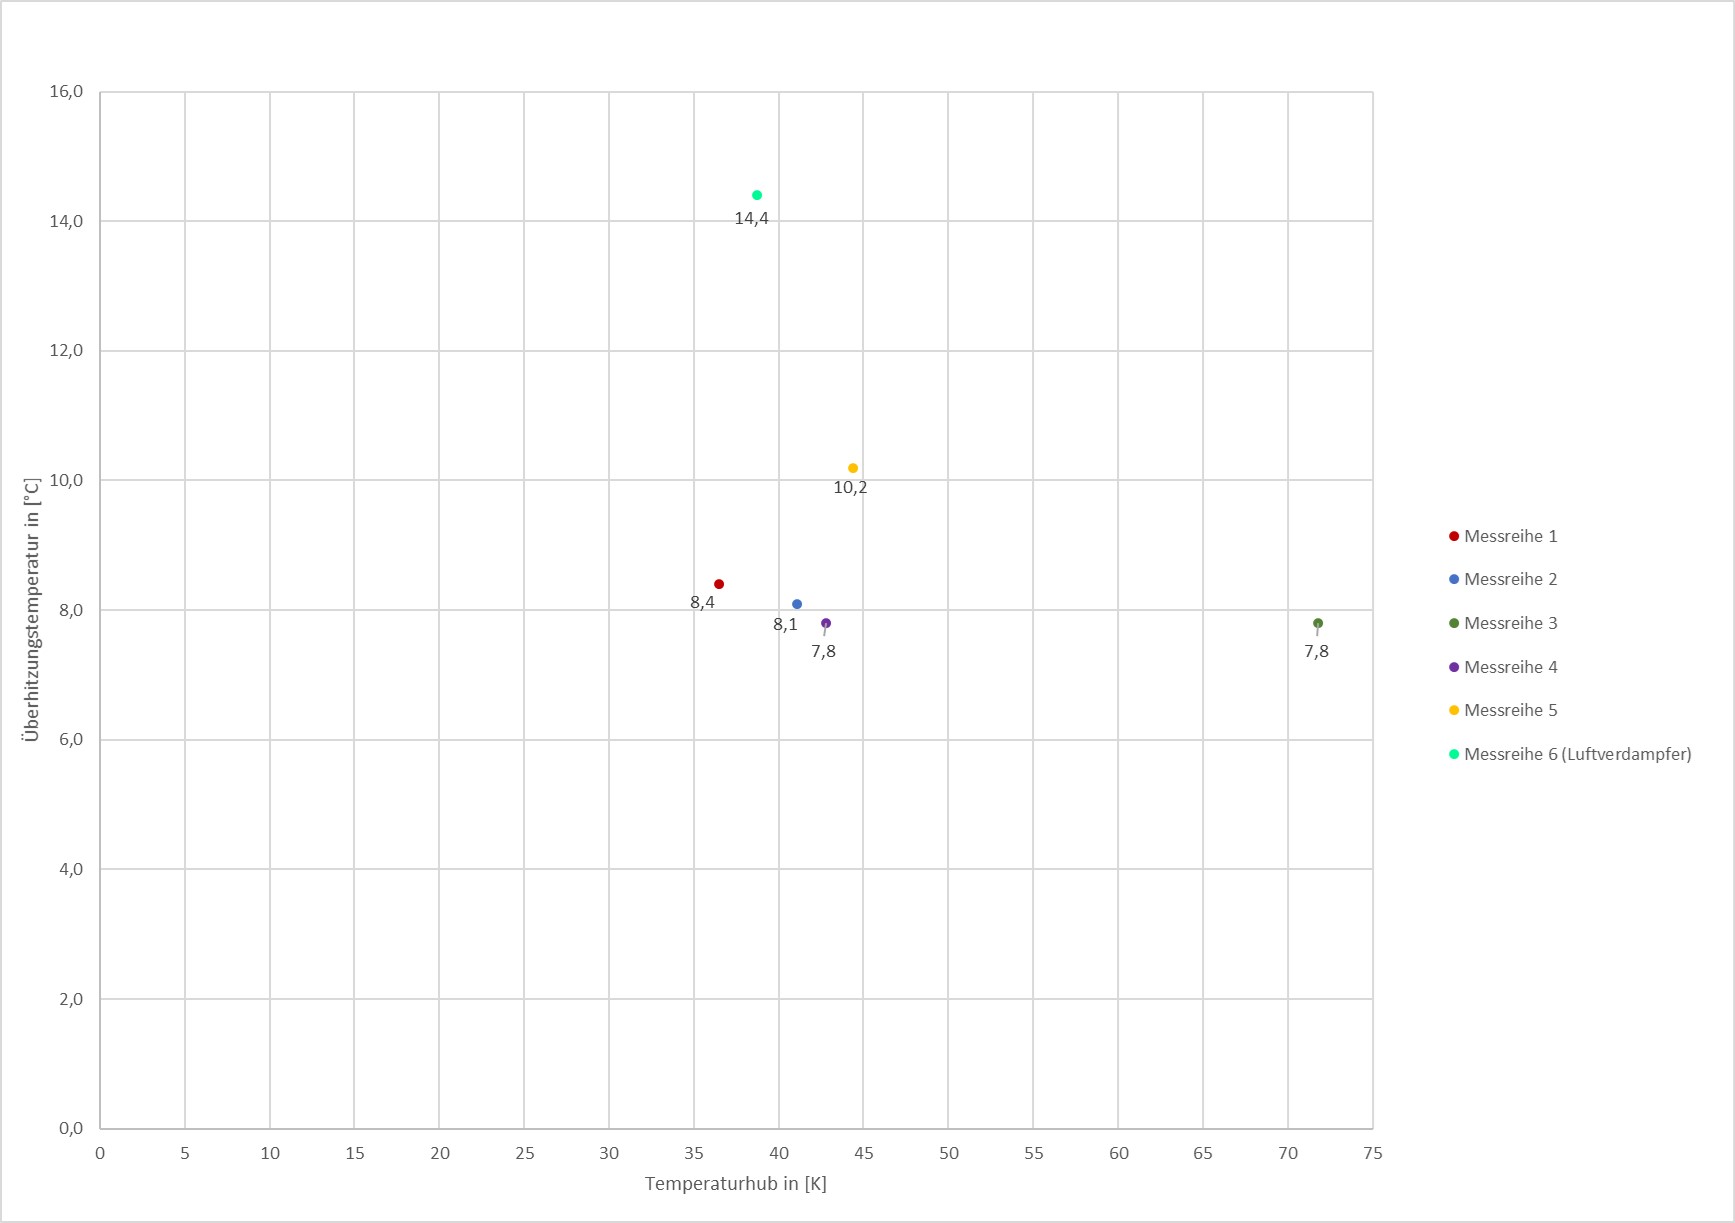 16,0
14,0
12,0
10,0
8,0
6,0
4,0
2,0
0,0
Überhitzungstemperatur in [°C]
14,4
10,2
8,4
8,1
7,8
7,8
0 5 10 15 20 25 30 35 40 45 50 55 60 65 70 75
Temperaturhub in [K]
Messreihe 1
Messreihe 2
Messreihe 3
Messreihe 4
Messreihe 5
Messreihe 6 (Luftverdampfer)